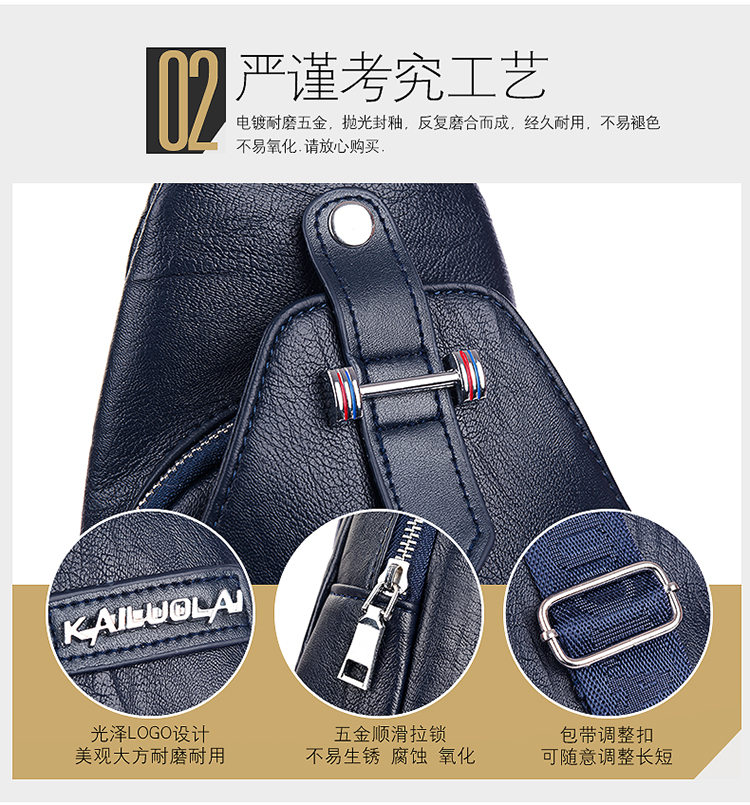 02
严谨考究工艺
电镀耐磨五金，抛光封釉，反复磨合而成，经久耐用，不易褪色
不易氧化.请放心购买.
KAILUOLAI
光泽LOGO设计
美观大方耐磨耐用
五金顺滑拉锁
不易生锈 腐蚀 氧化
包带调整扣
可随意调整长短